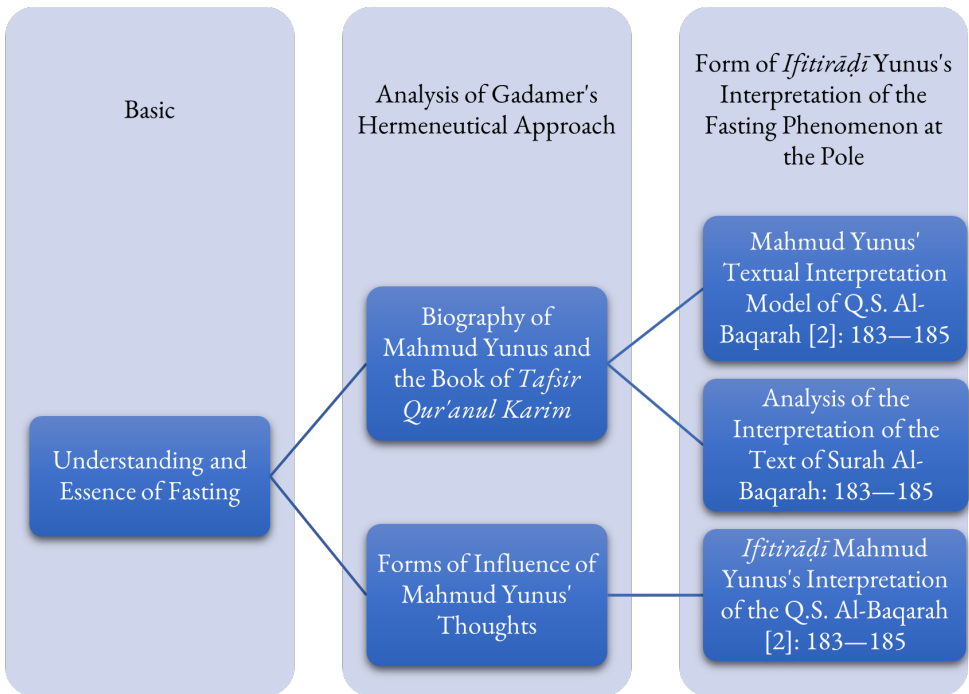 Basic
Understanding and
Essence of Fasting
Analysis of Gadamer's
Hermeneutical Approach
Biography of
Mahmud Yunus and
the Book of Tafsir
Qur'anul Karim
Forms of Influence of
Mahmud Yunus'
Thoughts
Form of Ifitirāḍī Yunus's
Interpretation of the
Fasting Phenomenon at
the Pole
Mahmud Yunus'
Textual Interpretation
Model of Q.S. Al-
Baqarah [2]: 183—185
Analysis of the
Interpretation of the
Text of Surah Al-
Baqarah: 183—185
Ifitirāḍī Mahmud
Yunus's Interpretation
of the Q.S. Al-Baqarah
[2]: 183—185